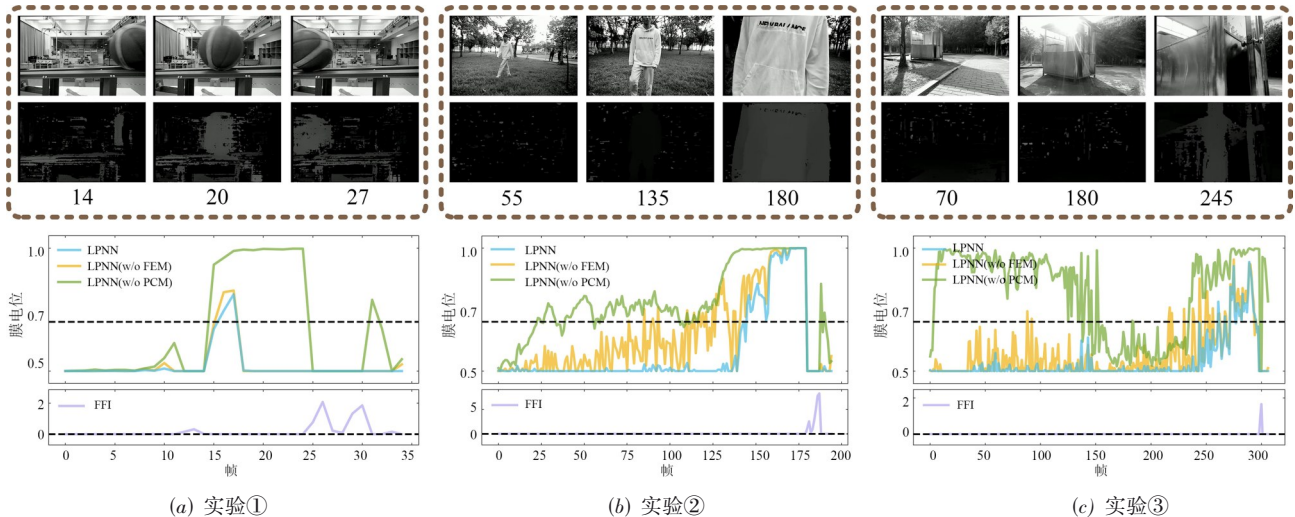 14 20 27
55 135 180
70 180 245
1.0
0.7
0.5
膜电位
LPNN
LPNN(w/o FEM)
LPNN(w/o PCM)
2
0
FFI
0 5 10 15 20 25 30 35
帧
(a) 实验①
NEW BALANCE
1.0
0.7
0.5
膜电位
LPNN
LPNN(w/o FEM)
LPNN(w/o PCM)
5
0
FFI
0 25 50 75 100 125 150 175 200
帧
(b) 实验②
1.0
0.7
0.5
膜电位
LPNN
LPNN(w/o FEM)
LPNN(w/o PCM)
2
0
FFI
0 50 100 150 200 250 300
帧
(c) 实验③